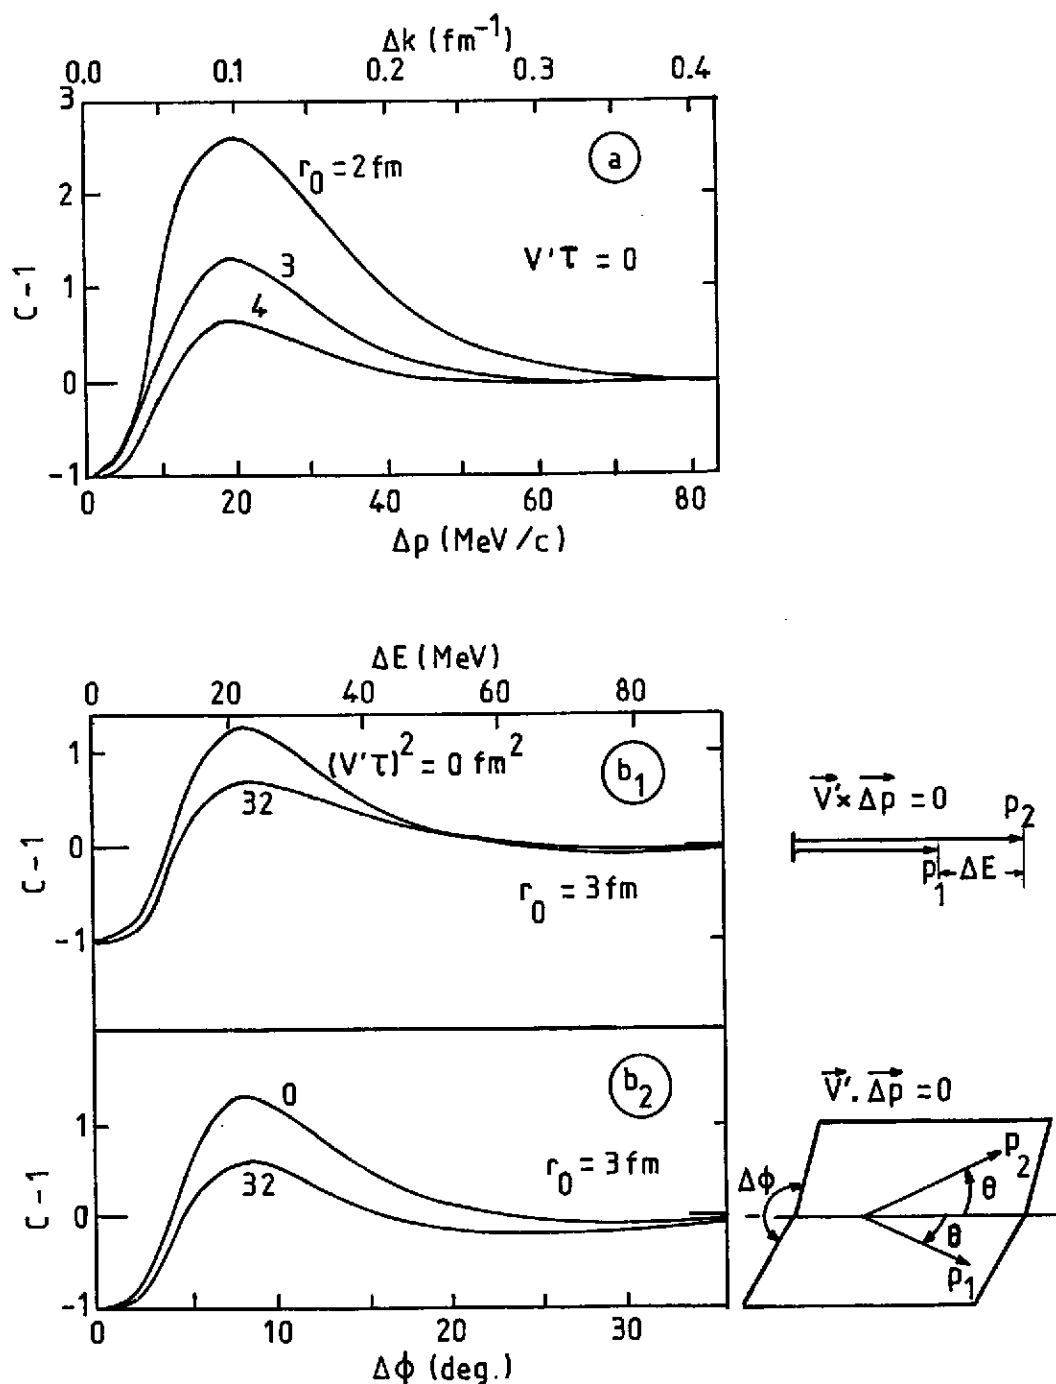 Δk (fm⁻¹)
0.0 0.1 0.2 0.3 0.4
3
2
1
0
-1
C - 1
r₀ = 2 fm
3
4
a
V'τ = 0
0 20 40 60 80
Δp (MeV/c)
ΔE (MeV)
0 20 40 60 80
1
0
-1
C - 1
(V'τ)² = 0 fm²
32
b₁
r₀ = 3 fm
V⃗' × Δp⃗ = 0
p₂
p₁
ΔE
1
0
-1
C - 1
0
32
b₂
r₀ = 3 fm
V⃗' . Δp⃗ = 0
Δϕ
p₂
θ
θ
p₁
0 10 20 30
Δϕ (deg.)